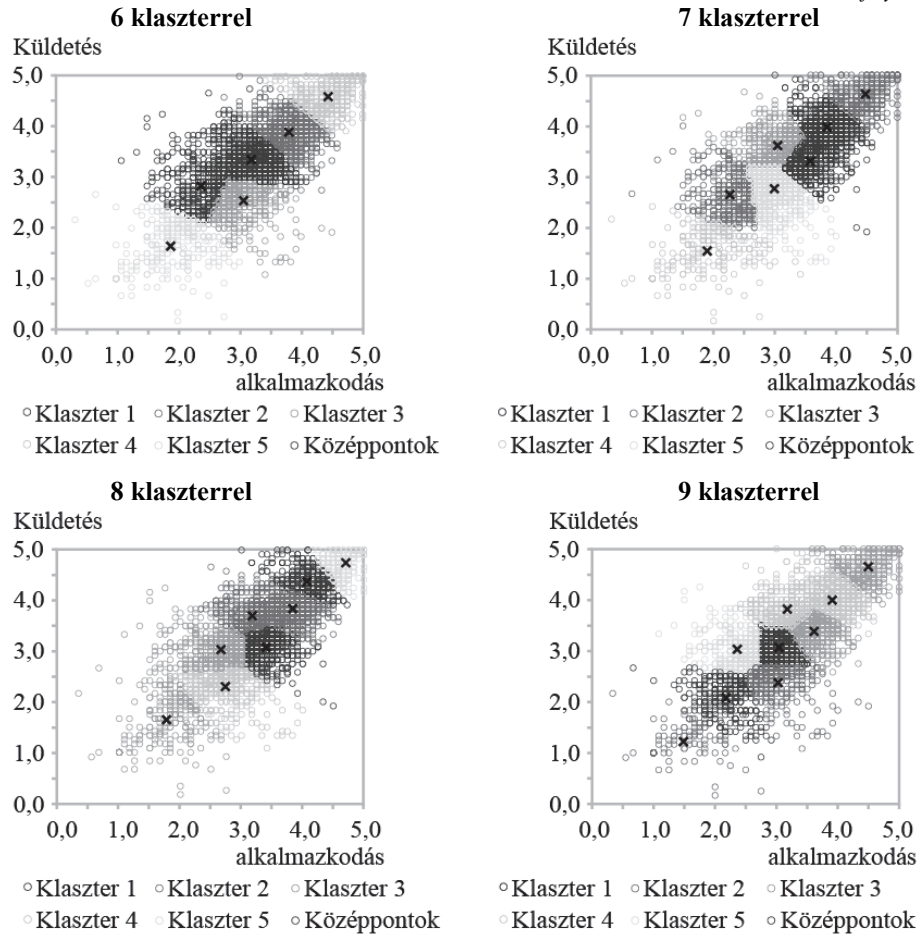 6 klaszterrel
7 klaszterrel
Küldetés
Küldetés
5,0
4,0
3,0
2,0
1,0
0,0
0,0 1,0 2,0 3,0 4,0 5,0
alkalmazkodás
5,0
4,0
3,0
2,0
1,0
0,0
0,0 1,0 2,0 3,0 4,0 5,0
alkalmazkodás
Klaszter 1 Klaszter 2 Klaszter 3
Klaszter 4 Klaszter 5 Középpontok
Klaszter 1 Klaszter 2 Klaszter 3
Klaszter 4 Klaszter 5 Középpontok
8 klaszterrel
9 klaszterrel
Küldetés
Küldetés
5,0
4,0
3,0
2,0
1,0
0,0
0,0 1,0 2,0 3,0 4,0 5,0
alkalmazkodás
5,0
4,0
3,0
2,0
1,0
0,0
0,0 1,0 2,0 3,0 4,0 5,0
alkalmazkodás
Klaszter 1 Klaszter 2 Klaszter 3
Klaszter 4 Klaszter 5 Középpontok
Klaszter 1 Klaszter 2 Klaszter 3
Klaszter 4 Klaszter 5 Középpontok